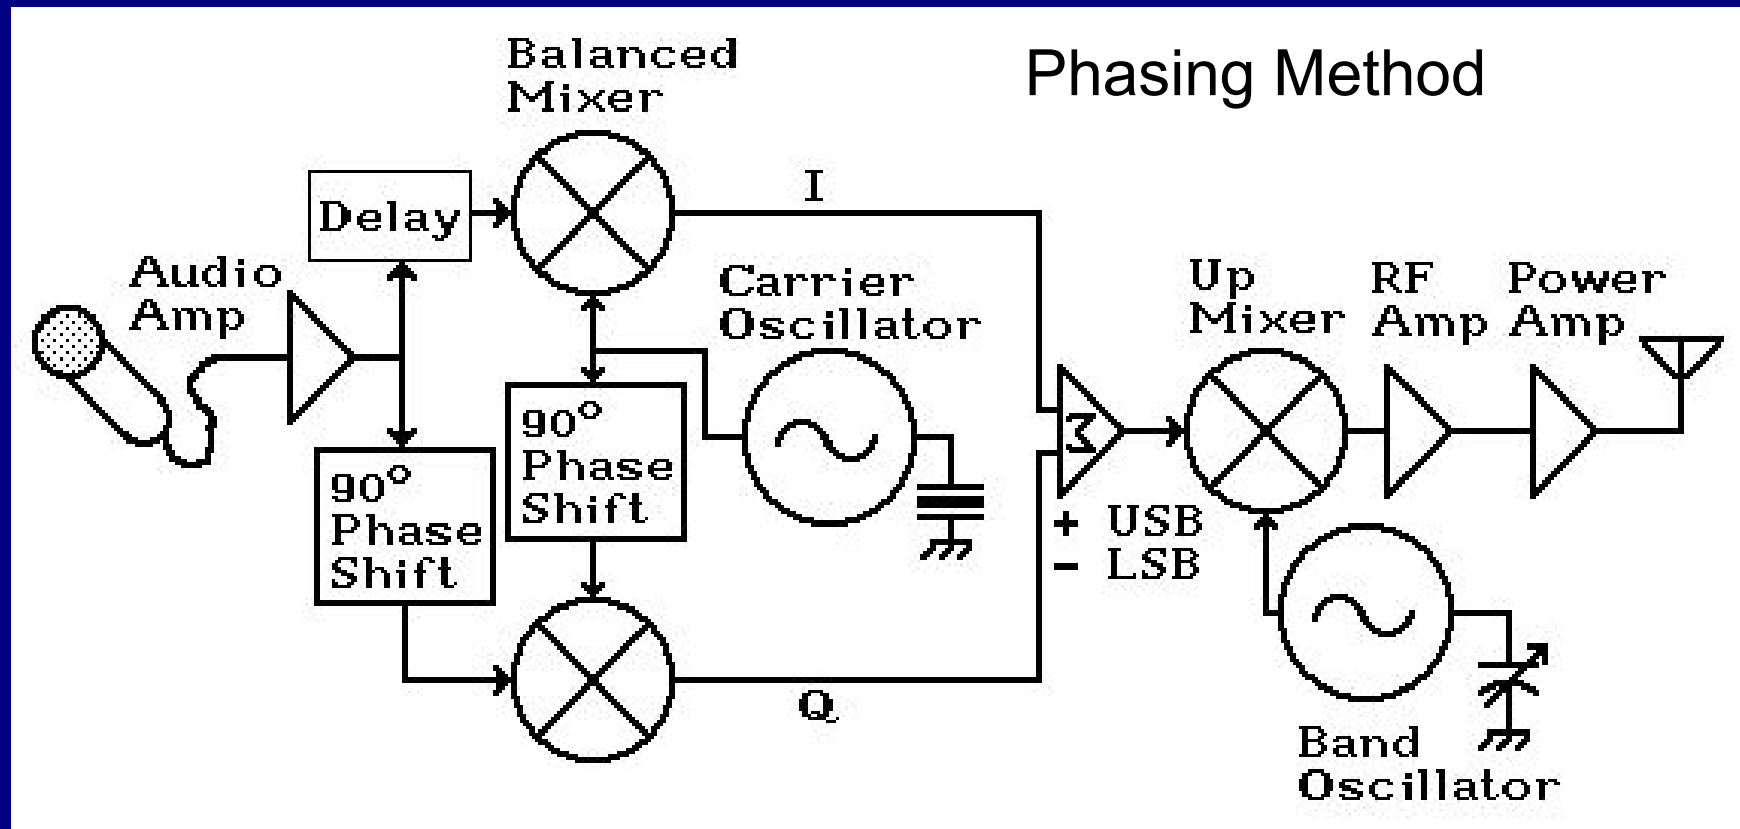 Phasing Method
Balanced
Mixer
Delay
I
Audio
Amp
Carrier
Oscillator
Up
Mixer
RF
Amp
Power
Amp
90°
Phase
Shift
90°
Phase
Shift
Σ
+ USB
- LSB
Q
Band
Oscillator